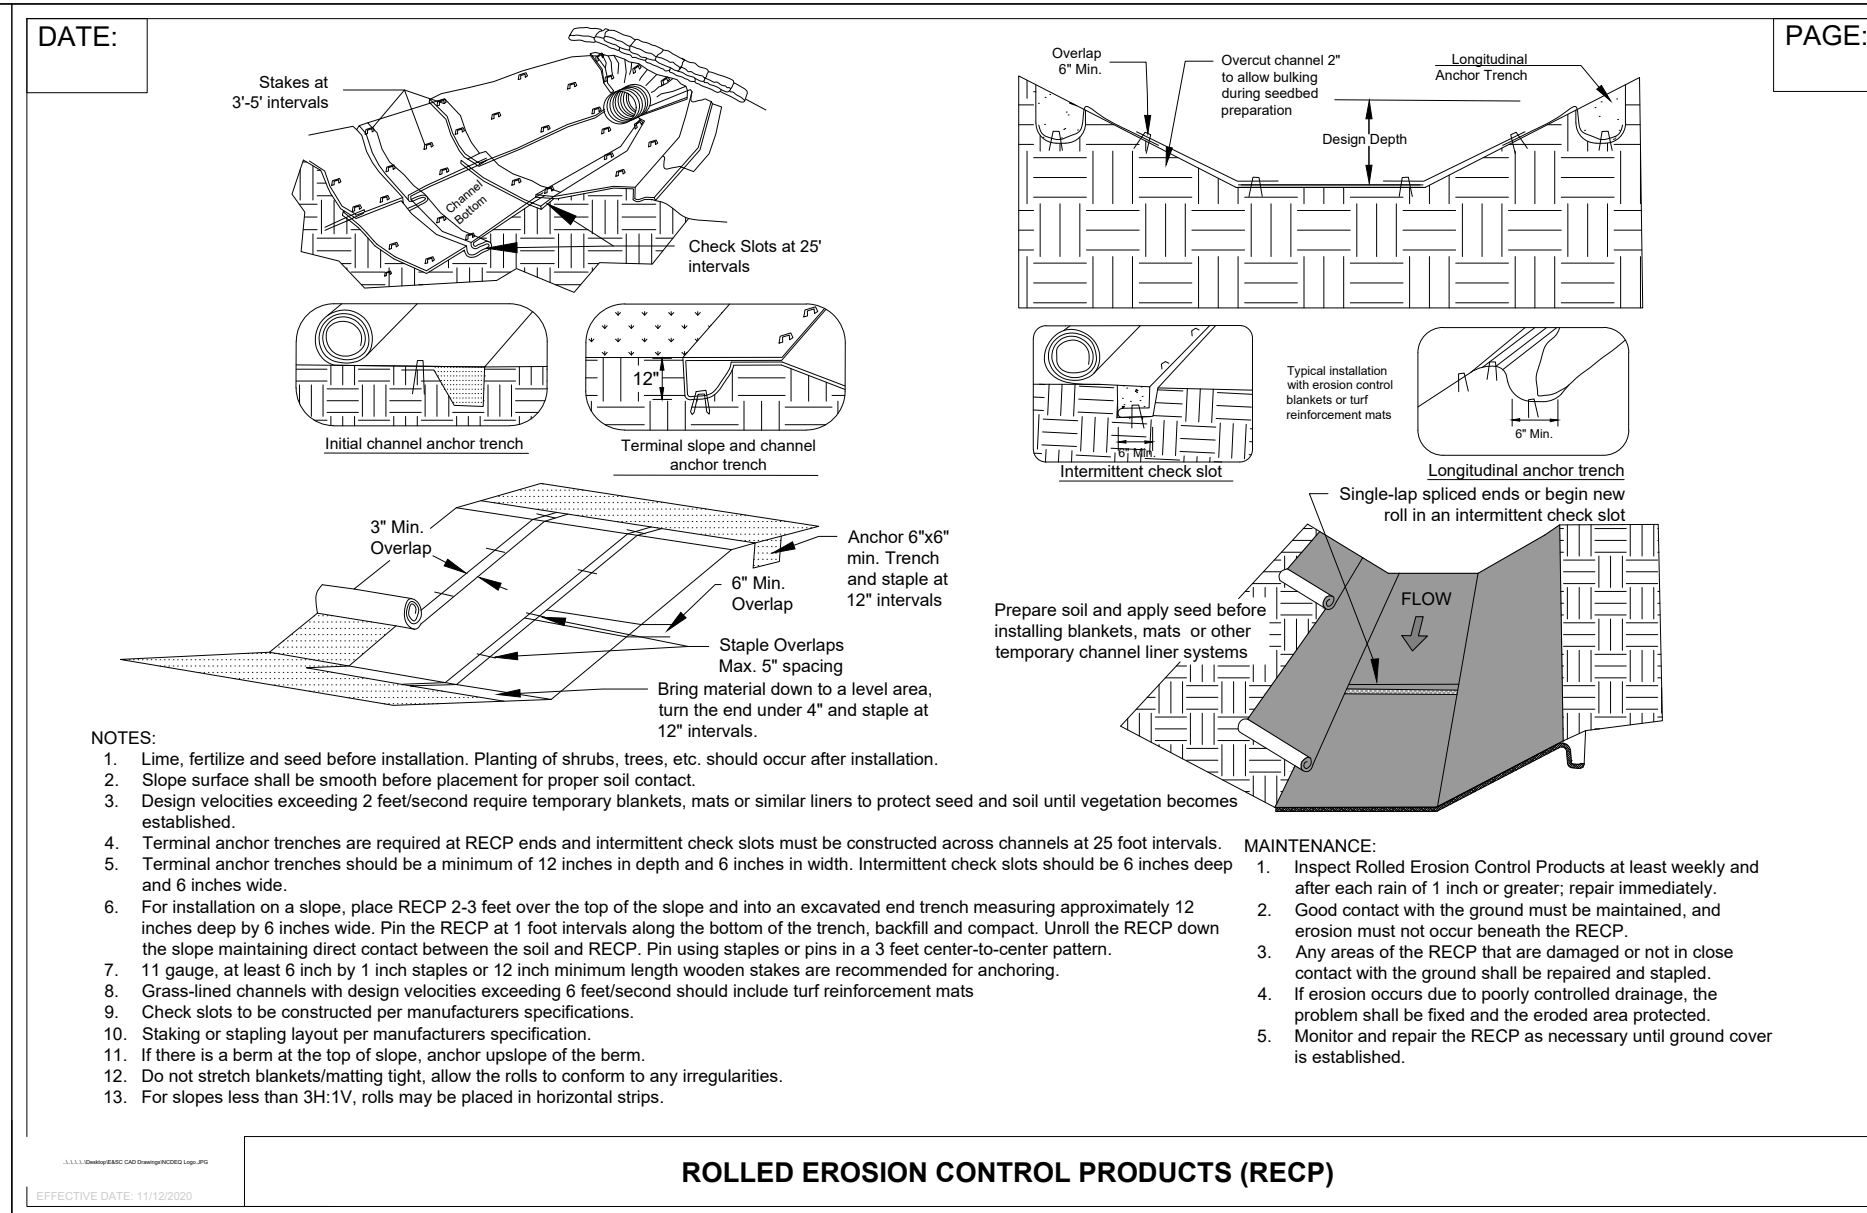 DATE:
PAGE:
Stakes at
3'-5' intervals
Channel
Bottom
Check Slots at 25'
intervals
Overlap
6" Min.
Overcut channel 2"
to allow bulking
during seedbed
preparation
Longitudinal
Anchor Trench
Design Depth
Initial channel anchor trench
12"
Terminal slope and channel
anchor trench
6" Min.
Intermittent check slot
Typical installation
with erosion control
blankets or turf
reinforcement mats
6" Min.
Longitudinal anchor trench
3" Min.
Overlap
Anchor 6"x6"
min. Trench
and staple at
12" intervals
6" Min.
Overlap
Staple Overlaps
Max. 5" spacing
Bring material down to a level area,
turn the end under 4" and staple at
12" intervals.
Single-lap spliced ends or begin new
roll in an intermittent check slot
FLOW
Prepare soil and apply seed before
installing blankets, mats or other
temporary channel liner systems
NOTES:
1. Lime, fertilize and seed before installation. Planting of shrubs, trees, etc. should occur after installation.
2. Slope surface shall be smooth before placement for proper soil contact.
3. Design velocities exceeding 2 feet/second require temporary blankets, mats or similar liners to protect seed and soil until vegetation becomes
established.
4. Terminal anchor trenches are required at RECP ends and intermittent check slots must be constructed across channels at 25 foot intervals.
5. Terminal anchor trenches should be a minimum of 12 inches in depth and 6 inches in width. Intermittent check slots should be 6 inches deep
and 6 inches wide.
6. For installation on a slope, place RECP 2-3 feet over the top of the slope and into an excavated end trench measuring approximately 12
inches deep by 6 inches wide. Pin the RECP at 1 foot intervals along the bottom of the trench, backfill and compact. Unroll the RECP down
the slope maintaining direct contact between the soil and RECP. Pin using staples or pins in a 3 feet center-to-center pattern.
7. 11 gauge, at least 6 inch by 1 inch staples or 12 inch minimum length wooden stakes are recommended for anchoring.
8. Grass-lined channels with design velocities exceeding 6 feet/second should include turf reinforcement mats
9. Check slots to be constructed per manufacturers specifications.
10. Staking or stapling layout per manufacturers specification.
11. If there is a berm at the top of slope, anchor upslope of the berm.
12. Do not stretch blankets/matting tight, allow the rolls to conform to any irregularities.
13. For slopes less than 3H:1V, rolls may be placed in horizontal strips.
MAINTENANCE:
1. Inspect Rolled Erosion Control Products at least weekly and
after each rain of 1 inch or greater; repair immediately.
2. Good contact with the ground must be maintained, and
erosion must not occur beneath the RECP.
3. Any areas of the RECP that are damaged or not in close
contact with the ground shall be repaired and stapled.
4. If erosion occurs due to poorly controlled drainage, the
problem shall be fixed and the eroded area protected.
5. Monitor and repair the RECP as necessary until ground cover
is established.
..\..\..\..\..\Desktop\E&SC CAD Drawings\NCDEQ Logo.JPG
EFFECTIVE DATE: 11/12/2020
ROLLED EROSION CONTROL PRODUCTS (RECP)